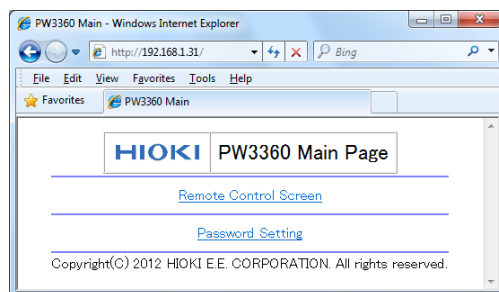 PW3360 Main - Windows Internet Explorer
http://192.168.1.31/ Bing
File Edit View Favorites Tools Help
Favorites PW3360 Main
HIOKI PW3360 Main Page
Remote Control Screen
Password Setting
Copyright(C) 2012 HIOKI E.E. CORPORATION. All rights reserved.